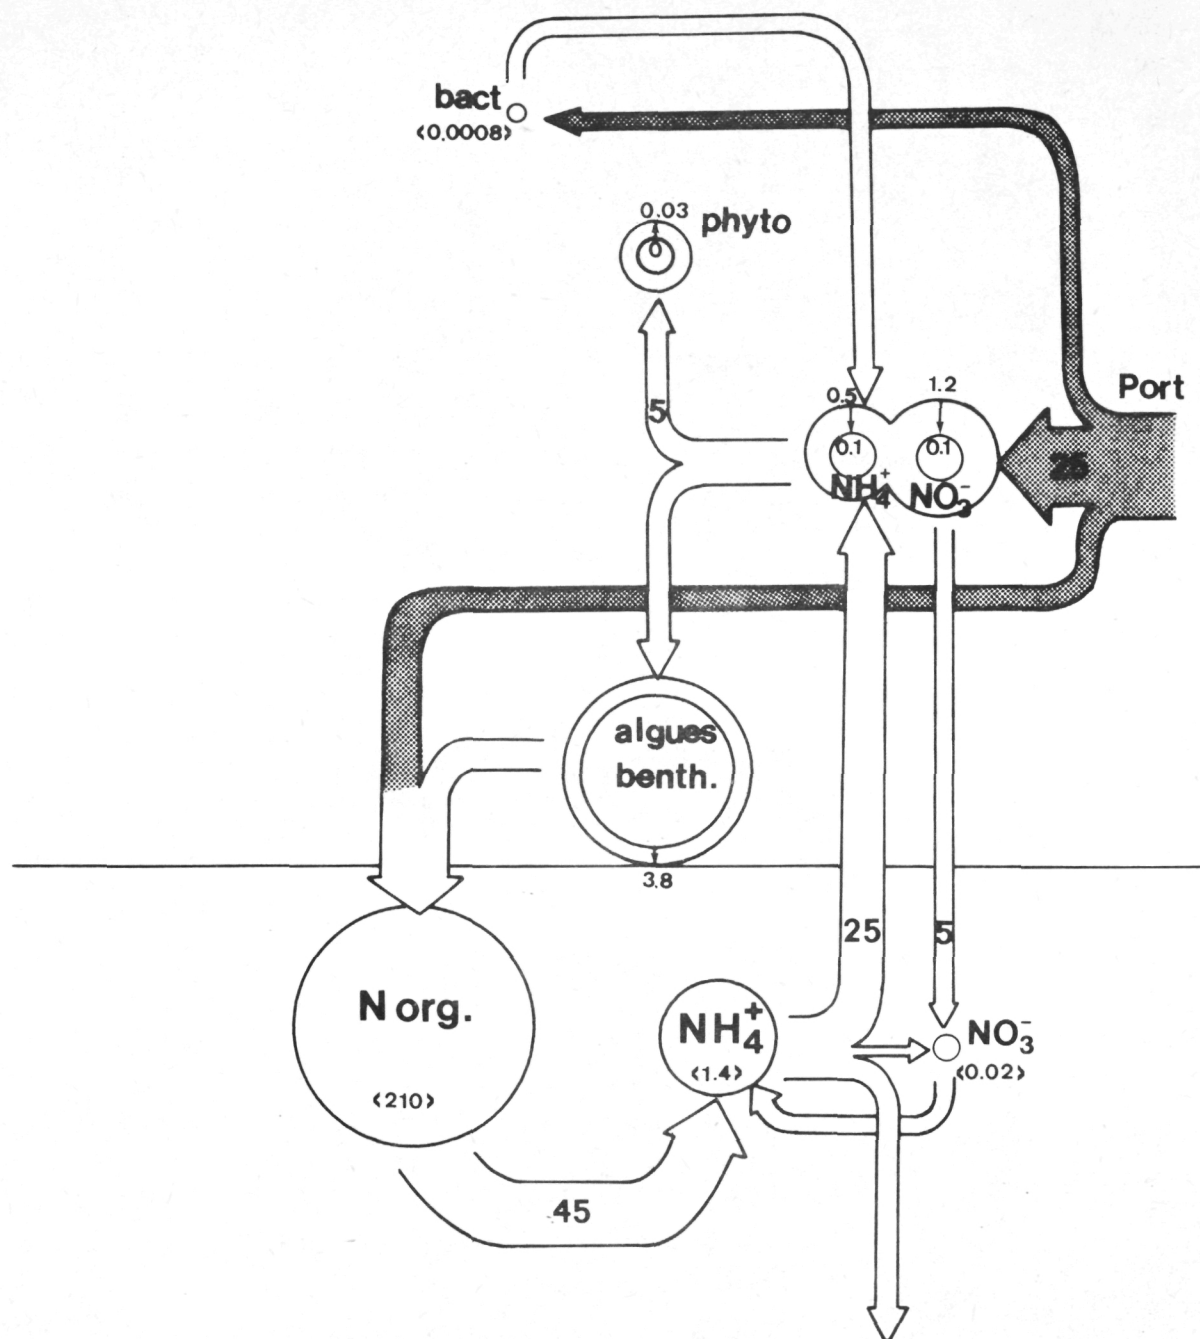 bact
<0.0008>
0.03
phyto
0
5
Port
0.5
1.2
0.1
0.1
25
NH₄⁺
NO₃⁻
algues
benth.
3.8
25
5
N org.
NH₄⁺
NO₃⁻
<1.4>
<0.02>
<210>
45